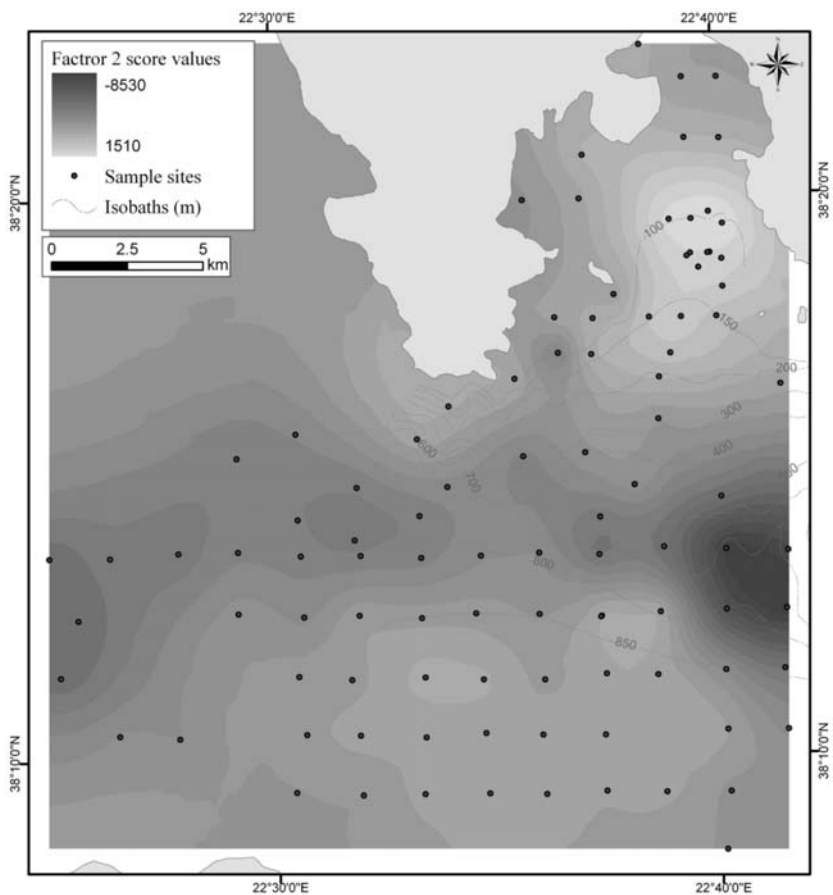 22°30'0"E
22°40'0"E
Factror 2 score values
-8530
1510
Sample sites
Isobaths (m)
0 2.5 5
km
N
38°20'0"N
38°20'0"N
100
150
200
300
400
600
700
800
850
38°10'0"N
38°10'0"N
22°30'0"E
22°40'0"E